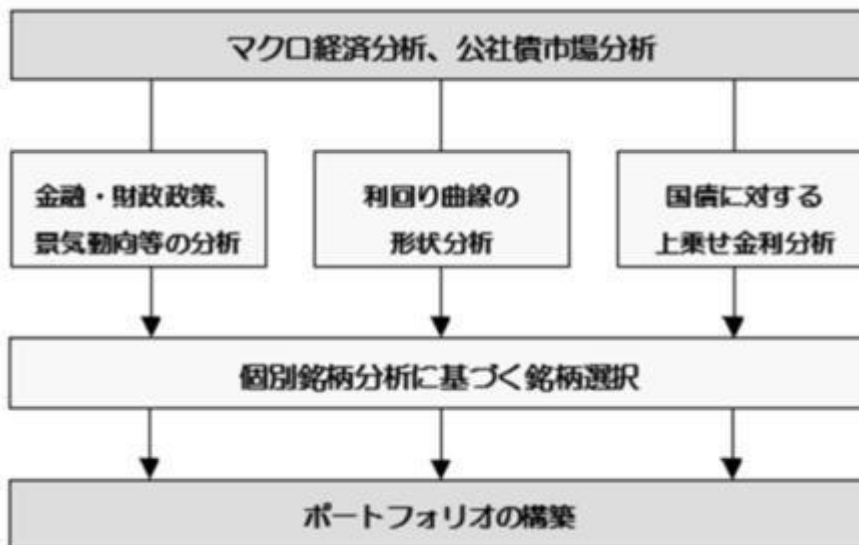 マクロ経済分析、公社債市場分析
金融・財政政策、
景気動向等の分析
利回り曲線の
形状分析
国債に対する
上乗せ金利分析
個別銘柄分析に基づく銘柄選択
ポートフォリオの構築